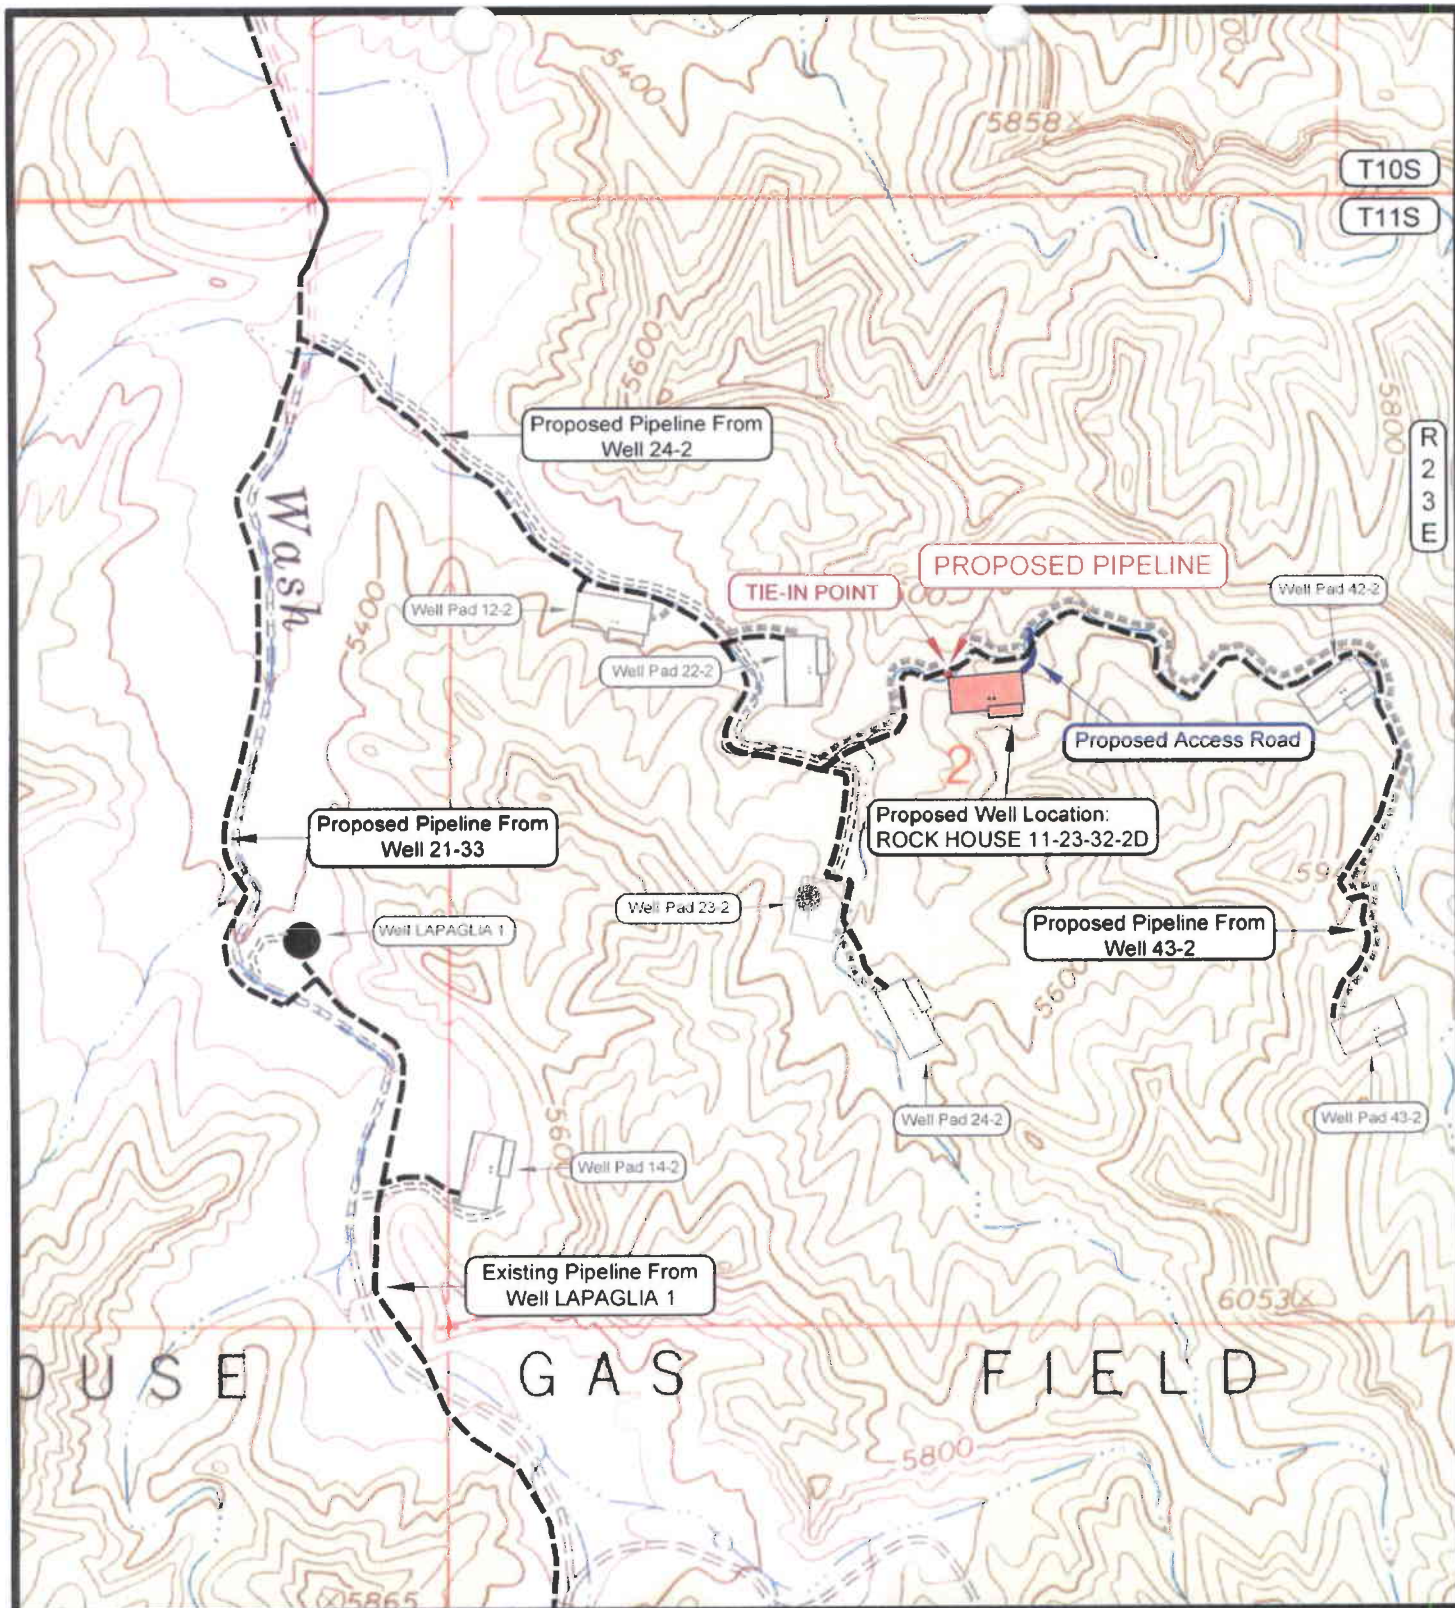 5400
5858
T10S
T11S
5600
5800
R
2
3
E
Proposed Pipeline From
Well 24-2
Wash
PROPOSED PIPELINE
TIE-IN POINT
Well Pad 42-2
Well Pad 12-2
5400
Well Pad 22-2
Proposed Access Road
2
Proposed Well Location:
ROCK HOUSE 11-23-32-2D
Proposed Pipeline From
Well 21-33
Well Pad 23-2
Well LAPAGLIA 1
Proposed Pipeline From
Well 43-2
Well Pad 24-2
Well Pad 43-2
Well Pad 14-2
Existing Pipeline From
Well LAPAGLIA 1
6053
OUSE GAS FIELD
5800
5865